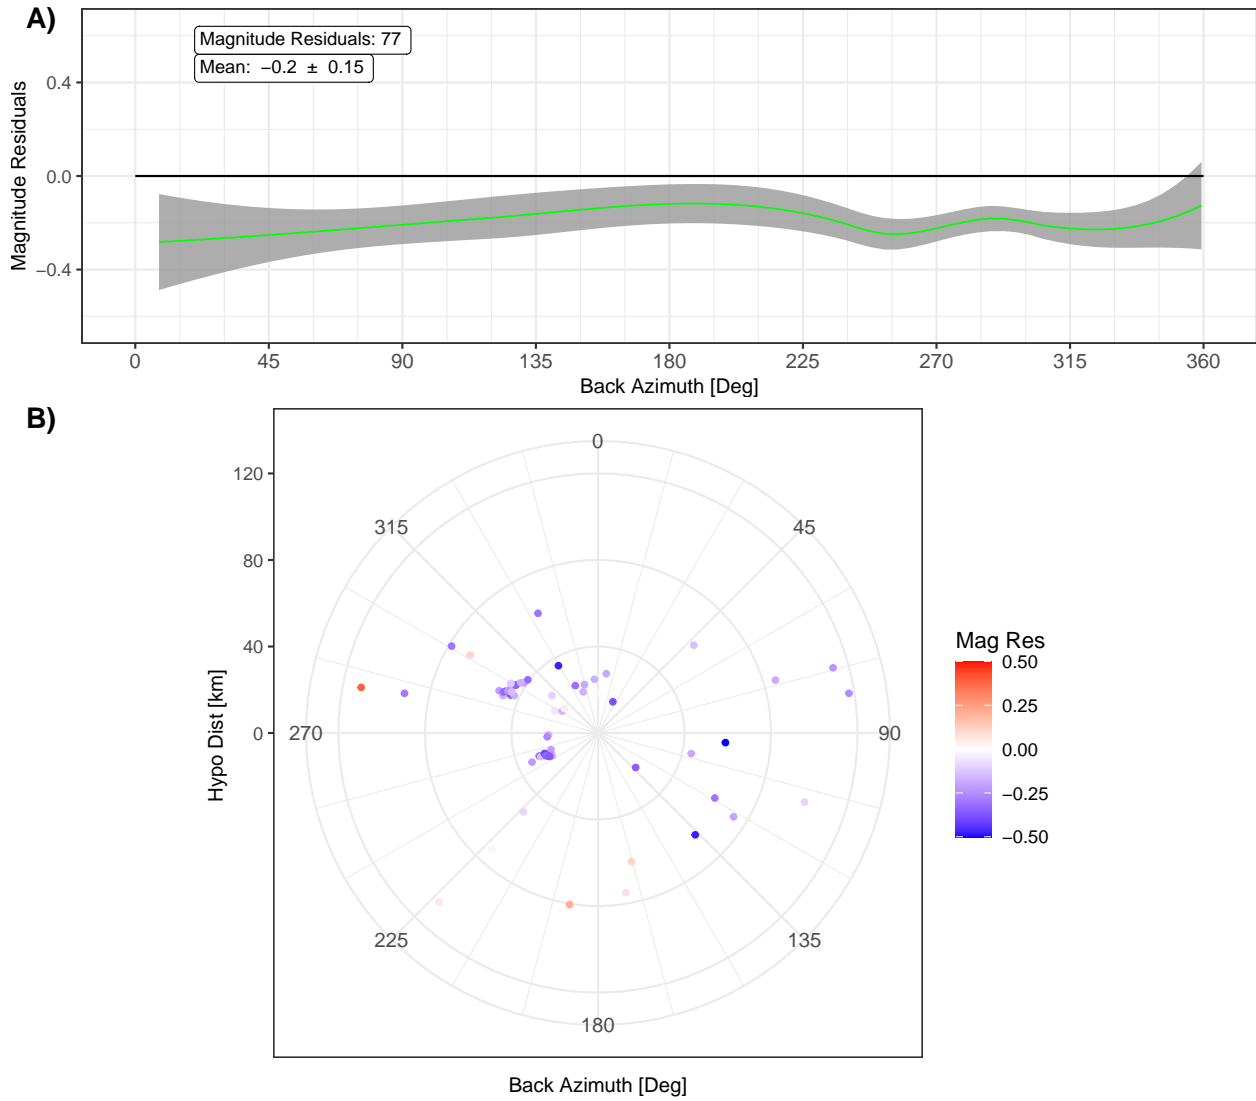 A)
Magnitude Residuals: 77
Mean:  −0.2  ±  0.15
Magnitude Residuals
0.4
0.0
−0.4
0 45 90 135 180 225 270 315 360
Back Azimuth [Deg]
B)
Hypo Dist [km]
120
80
40
0
0
45
90
135
180
225
270
315
Back Azimuth [Deg]
Mag Res
0.50
0.25
0.00
−0.25
−0.50